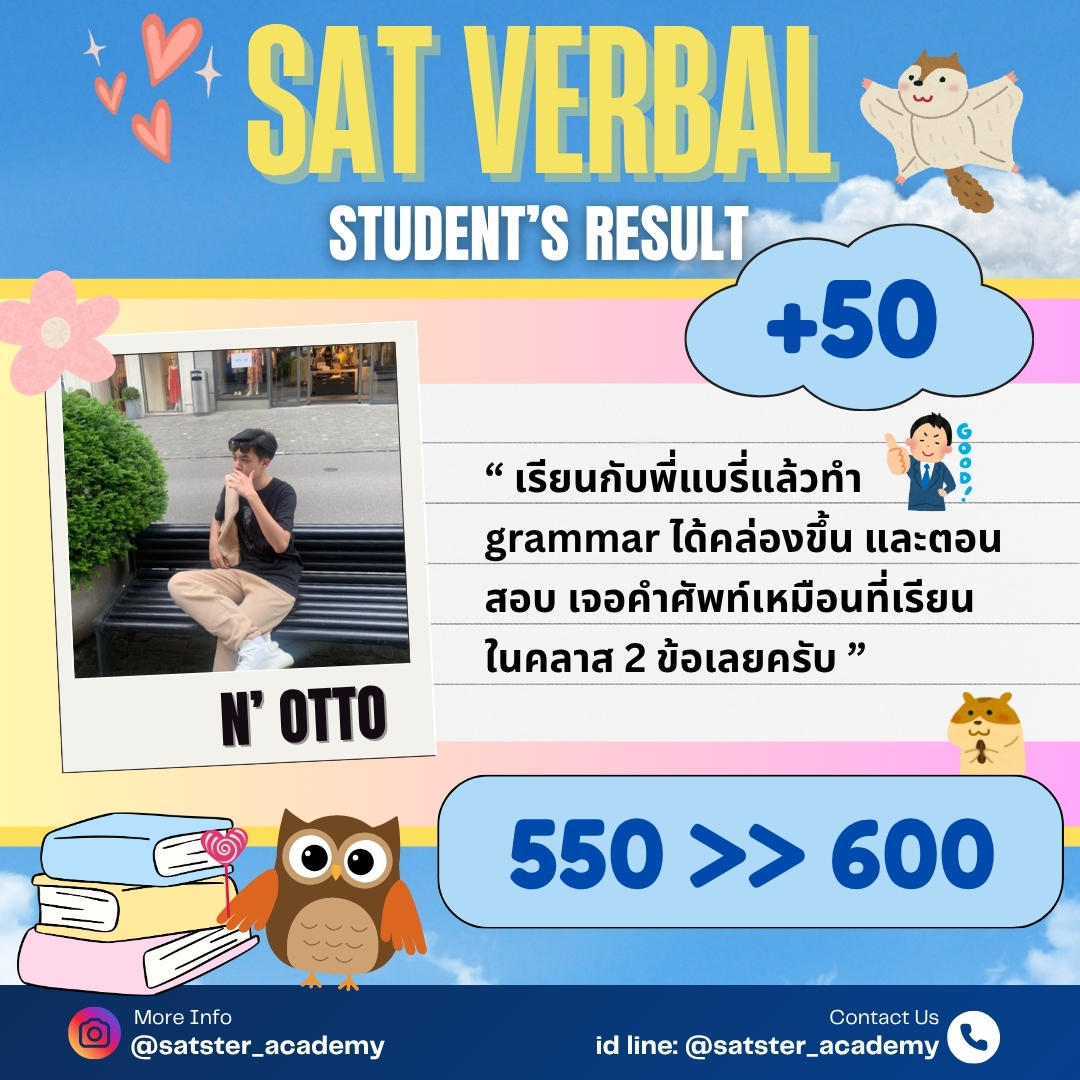 SAT VERBAL
STUDENT'S RESULT
+50
GOOD!
“ เรียนกับพี่แบรี่แล้วทำ
grammar ได้คล่องขึ้น และตอน
สอบ เจอคำศัพท์เหมือนที่เรียน
ในคลาส 2 ข้อเลยครับ ”
N’ OTTO
550 >> 600
More Info
@satster_academy
Contact Us
id line: @satster_academy